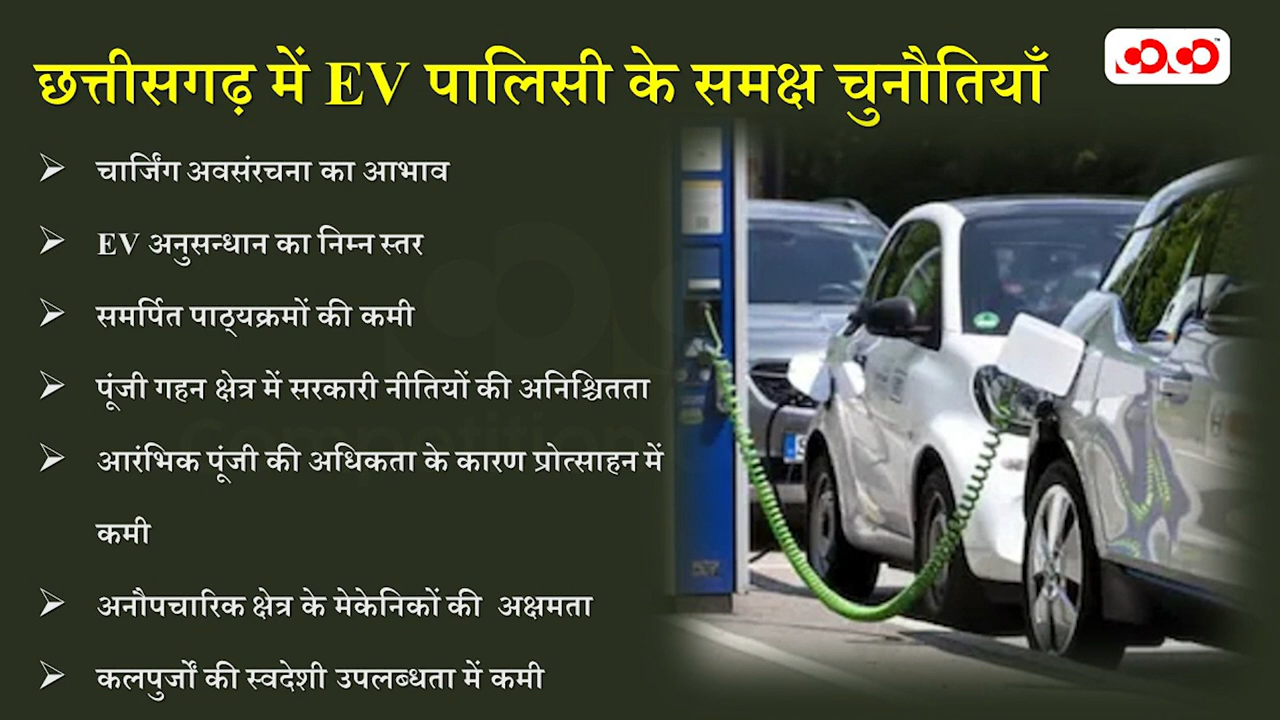 छत्तीसगढ़ में EV पालिसी के समक्ष चुनौतियाँ
चार्जिंग अवसंरचना का आभाव
EV अनुसन्धान का निम्न स्तर
समर्पित पाठ्यक्रमों की कमी
पूंजी गहन क्षेत्र में सरकारी नीतियों की अनिश्चितता
आरंभिक पूंजी की अधिकता के कारण प्रोत्साहन में
कमी
अनौपचारिक क्षेत्र के मेकेनिकों की अक्षमता
कलपुर्जों की स्वदेशी उपलब्धता में कमी
Competition